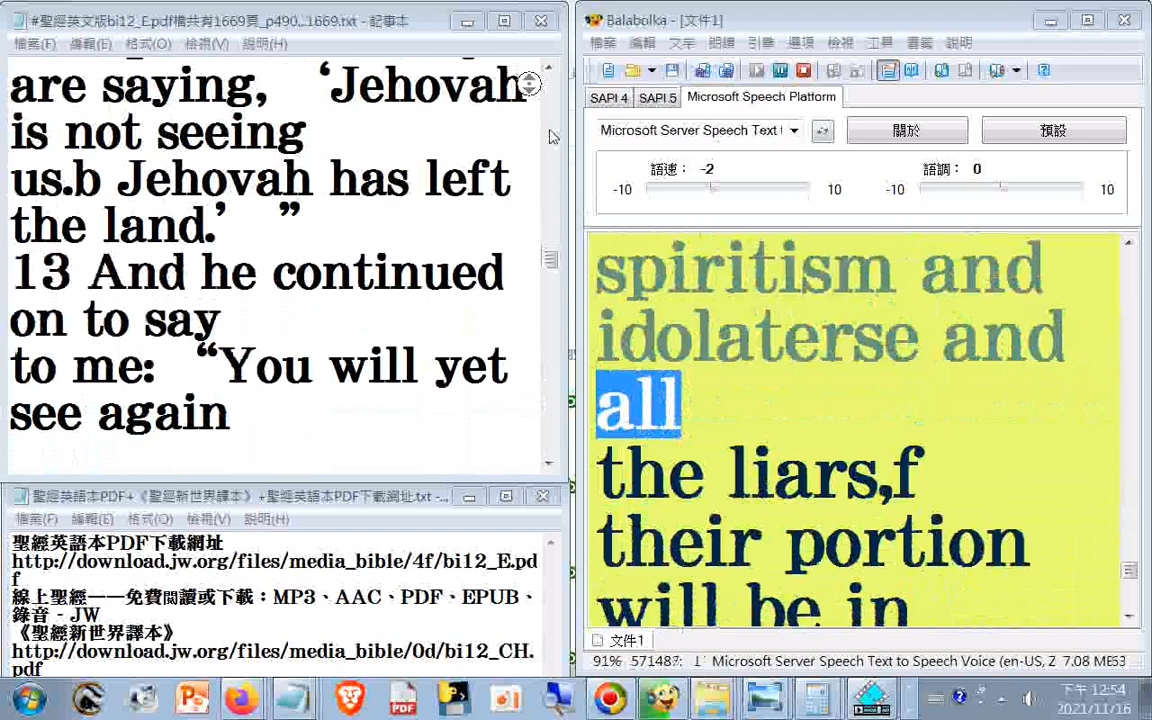 #聖經英文版bi12_E.pdf檔共有1669頁_p490,..1669.txt - 記事本
檔案(F) 編輯(E) 格式(O) 檢視(V) 說明(H)
are saying, ‘Jehovah
is not seeing
us.b Jehovah has left
the land.’ ”
13 And he continued
on to say
to me: “You will yet
see again
聖經英語本PDF+《聖經新世界譯本》+聖經英語本PDF下載網址.txt -...
檔案(F) 編輯(E) 格式(O) 檢視(V) 說明(H)
聖經英語本PDF下載網址
http://download.jw.org/files/media_bible/4f/bi12_E.pd
f
線上聖經——免費閱讀或下載：MP3、AAC、PDF、EPUB、
錄音 - JW
《聖經新世界譯本》
http://download.jw.org/files/media_bible/0d/bi12_CH.
pdf
Balabolka - [文件1]
檔案 編輯 文字 朗讀 引擎 選項 檢視 工具 書籤 說明
SAPI 4 SAPI 5 Microsoft Speech Platform
Microsoft Server Speech Text 關於 預設
語速： -2 語調： 0
-10 10 -10 10
spiritism and
idolaterse and
all
the liars,f
their portion
will be in
文件1
91% 571487: Microsoft Server Speech Text to Speech Voice (en-US, Z 7.08 MB
下午 12:54
2021/11/16